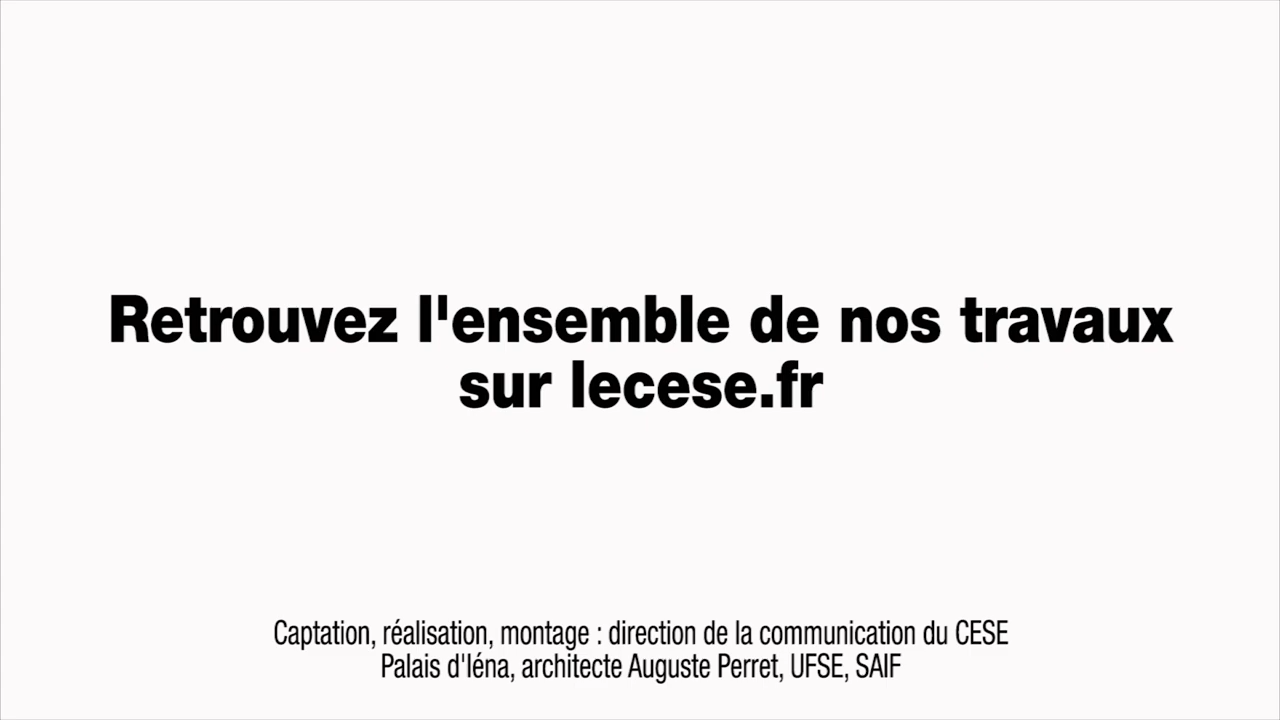 Retrouvez l'ensemble de nos travaux
sur lecese.fr
Captation, réalisation, montage : direction de la communication du CESE
Palais d'Iéna, architecte Auguste Perret, UFSE, SAIF